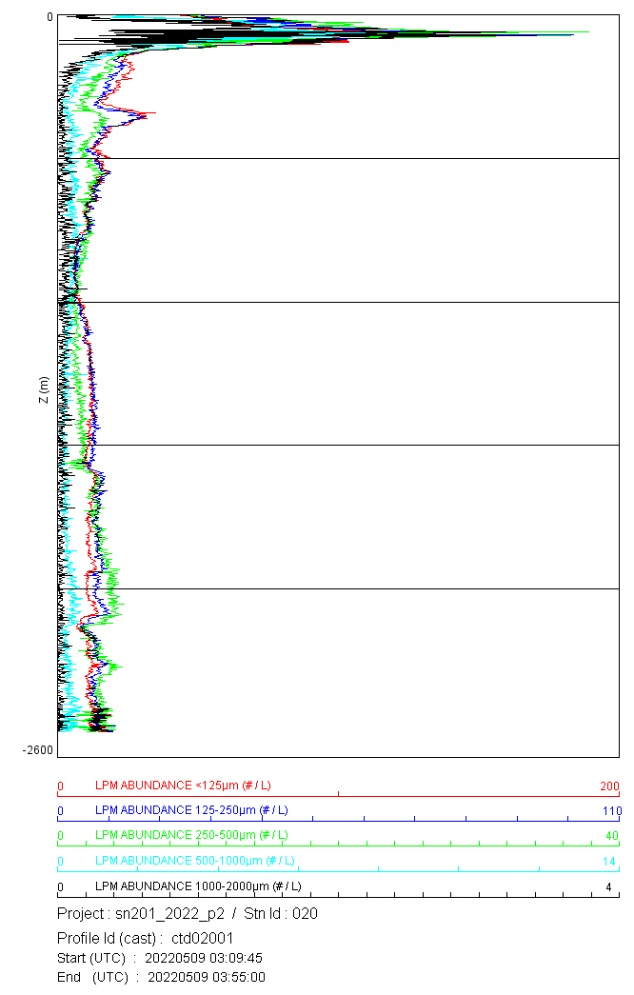 0
Z (m)
-2600
0 LPM ABUNDANCE <125µm (# / L) 200
0 LPM ABUNDANCE 125-250µm (# / L) 110
0 LPM ABUNDANCE 250-500µm (# / L) 40
0 LPM ABUNDANCE 500-1000µm (# / L) 14
0 LPM ABUNDANCE 1000-2000µm (# / L) 4
Project : sn201_2022_p2 / Stn Id : 020
Profile Id (cast) : ctd02001
Start (UTC) : 20220509 03:09:45
End (UTC) : 20220509 03:55:00